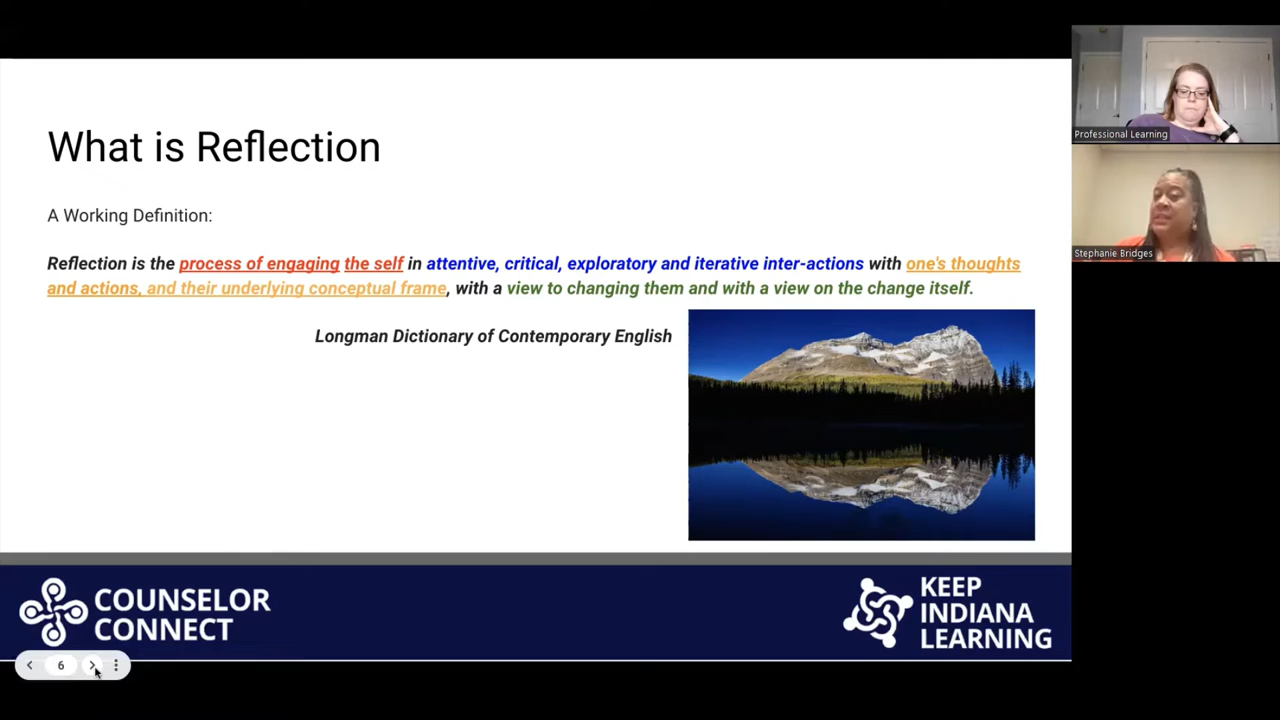 What is Reflection
A Working Definition:
Reflection is the process of engaging the self in attentive, critical, exploratory and iterative inter-actions with one's thoughts
and actions, and their underlying conceptual frame, with a view to changing them and with a view on the change itself.
Longman Dictionary of Contemporary English
Professional Learning
Stephanie Bridges
COUNSELOR
CONNECT
KEEP
INDIANA
LEARNING
6